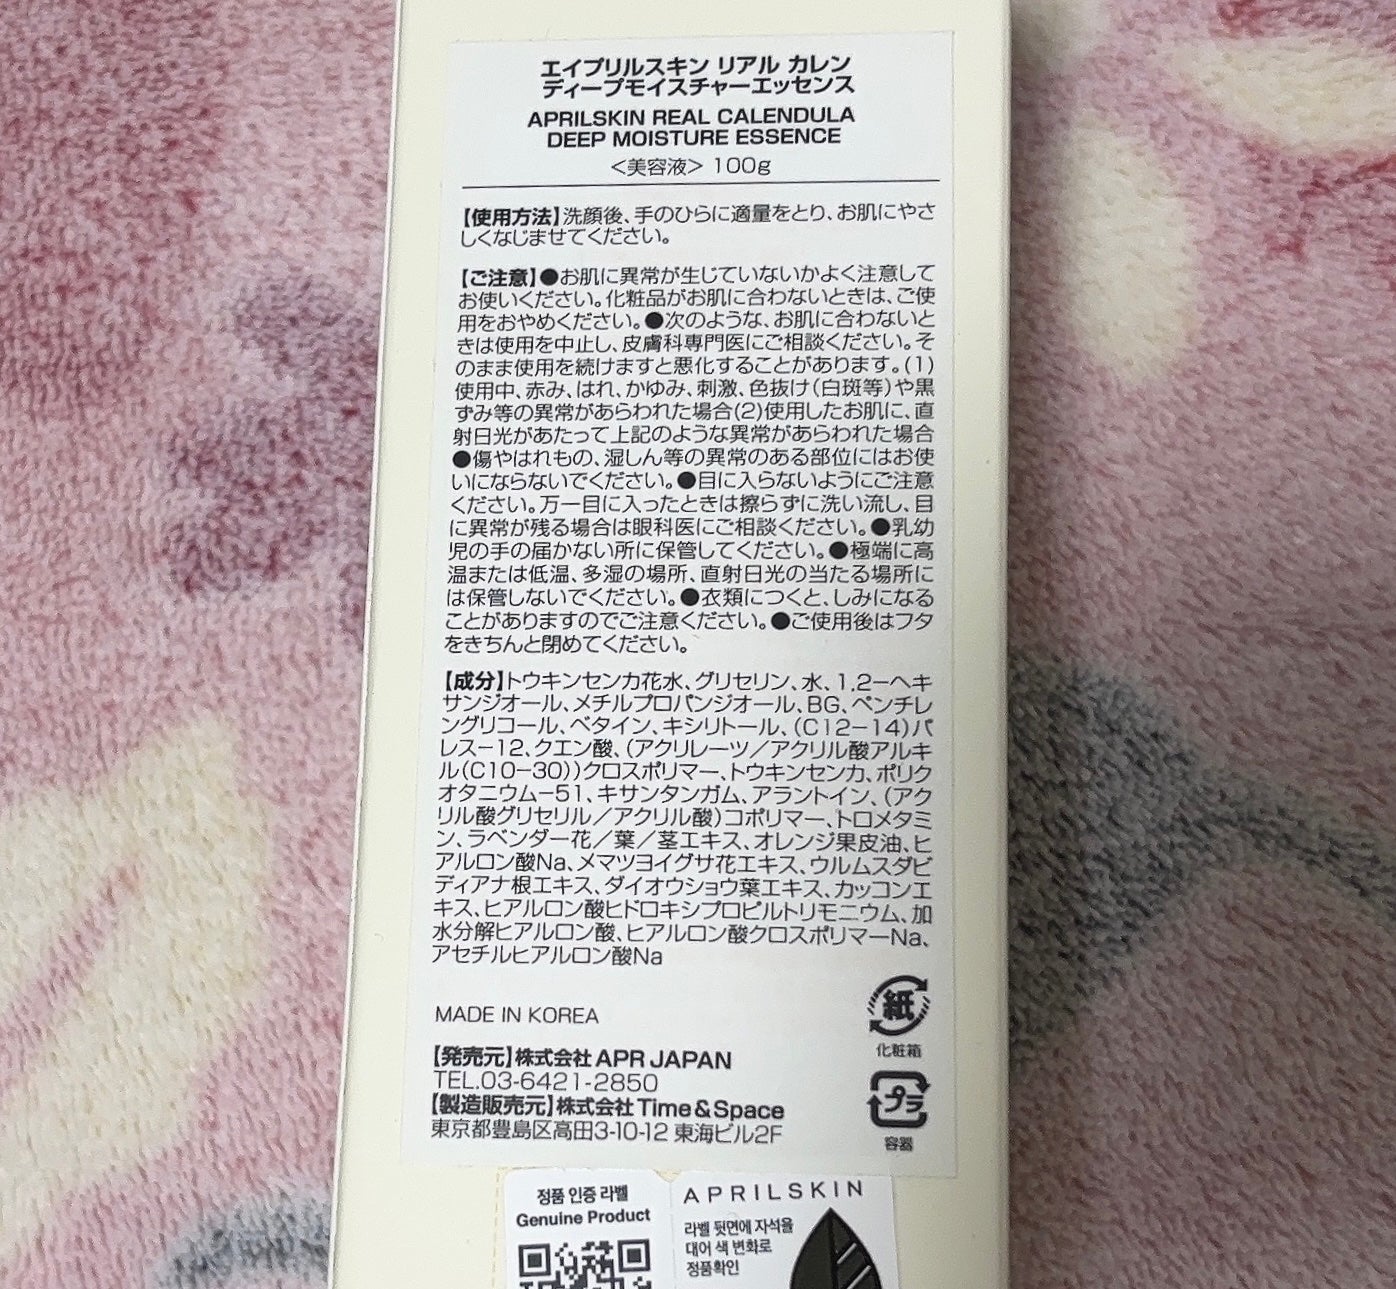 エイプリルスキン リアル カレン
ディープモイスチャーエッセンス
APRILSKIN REAL CALENDULA
DEEP MOISTURE ESSENCE
＜美容液＞ 100g
【使用方法】洗顔後、手のひらに適量をとり、お肌にやさ
しくなじませてください。
【ご注意】●お肌に異常が生じていないかよく注意して
お使いください。化粧品がお肌に合わないときは、ご使
用をおやめください。●次のような、お肌に合わないと
きは使用を中止し、皮膚科専門医にご相談ください。そ
のまま使用を続けますと悪化することがあります。(1)
使用中、赤み、はれ、かゆみ、刺激、色抜け(白斑等)や黒
ずみ等の異常があらわれた場合(2)使用したお肌に、直
射日光があたって上記のような異常があらわれた場合
●傷やはれもの、湿しん等の異常のある部位にはお使
いにならないでください。●目に入らないようにご注意
ください。万一目に入ったときは擦らずに洗い流し、目
に異常が残る場合は眼科医にご相談ください。●乳幼
児の手の届かない所に保管してください。●極端に高
温または低温、多湿の場所、直射日光の当たる場所に
は保管しないでください。●衣類につくと、しみになる
ことがありますのでご注意ください。●ご使用後はフタ
をきちんと閉めてください。
【成分】トウキンセンカ花水、グリセリン、水、1,2－ヘキ
サンジオール、メチルプロパンジオール、BG、ペンチレ
ングリコール、ベタイン、キシリトール、(C12－14)パ
レス－12、クエン酸、(アクリレーツ／アクリル酸アルキ
ル(C10－30))クロスポリマー、トウキンセンカ、ポリク
オタニウム－51、キサンタンガム、アラントイン、(アク
リル酸グリセリル／アクリル酸)コポリマー、トロメタミ
ン、ラベンダー花／葉／茎エキス、オレンジ果皮油、ヒ
アルロン酸Na、メマツヨイグサ花エキス、ウルムスダビ
ディアナ根エキス、ダイオウショウ葉エキス、カッコンエ
キス、ヒアルロン酸ヒドロキシプロピルトリモニウム、加
水分解ヒアルロン酸、ヒアルロン酸クロスポリマーNa、
アセチルヒアルロン酸Na
MADE IN KOREA
紙
化粧箱
【発売元】株式会社 APR JAPAN
TEL.03-6421-2850
【製造販売元】株式会社 Time＆Space
東京都豊島区高田3-10-12 東海ビル2F
プラ
容器
정품 인증 라벨
Genuine Product
APRILSKIN
라벨 뒷면에 자석을
대어 색 변화로
정품확인